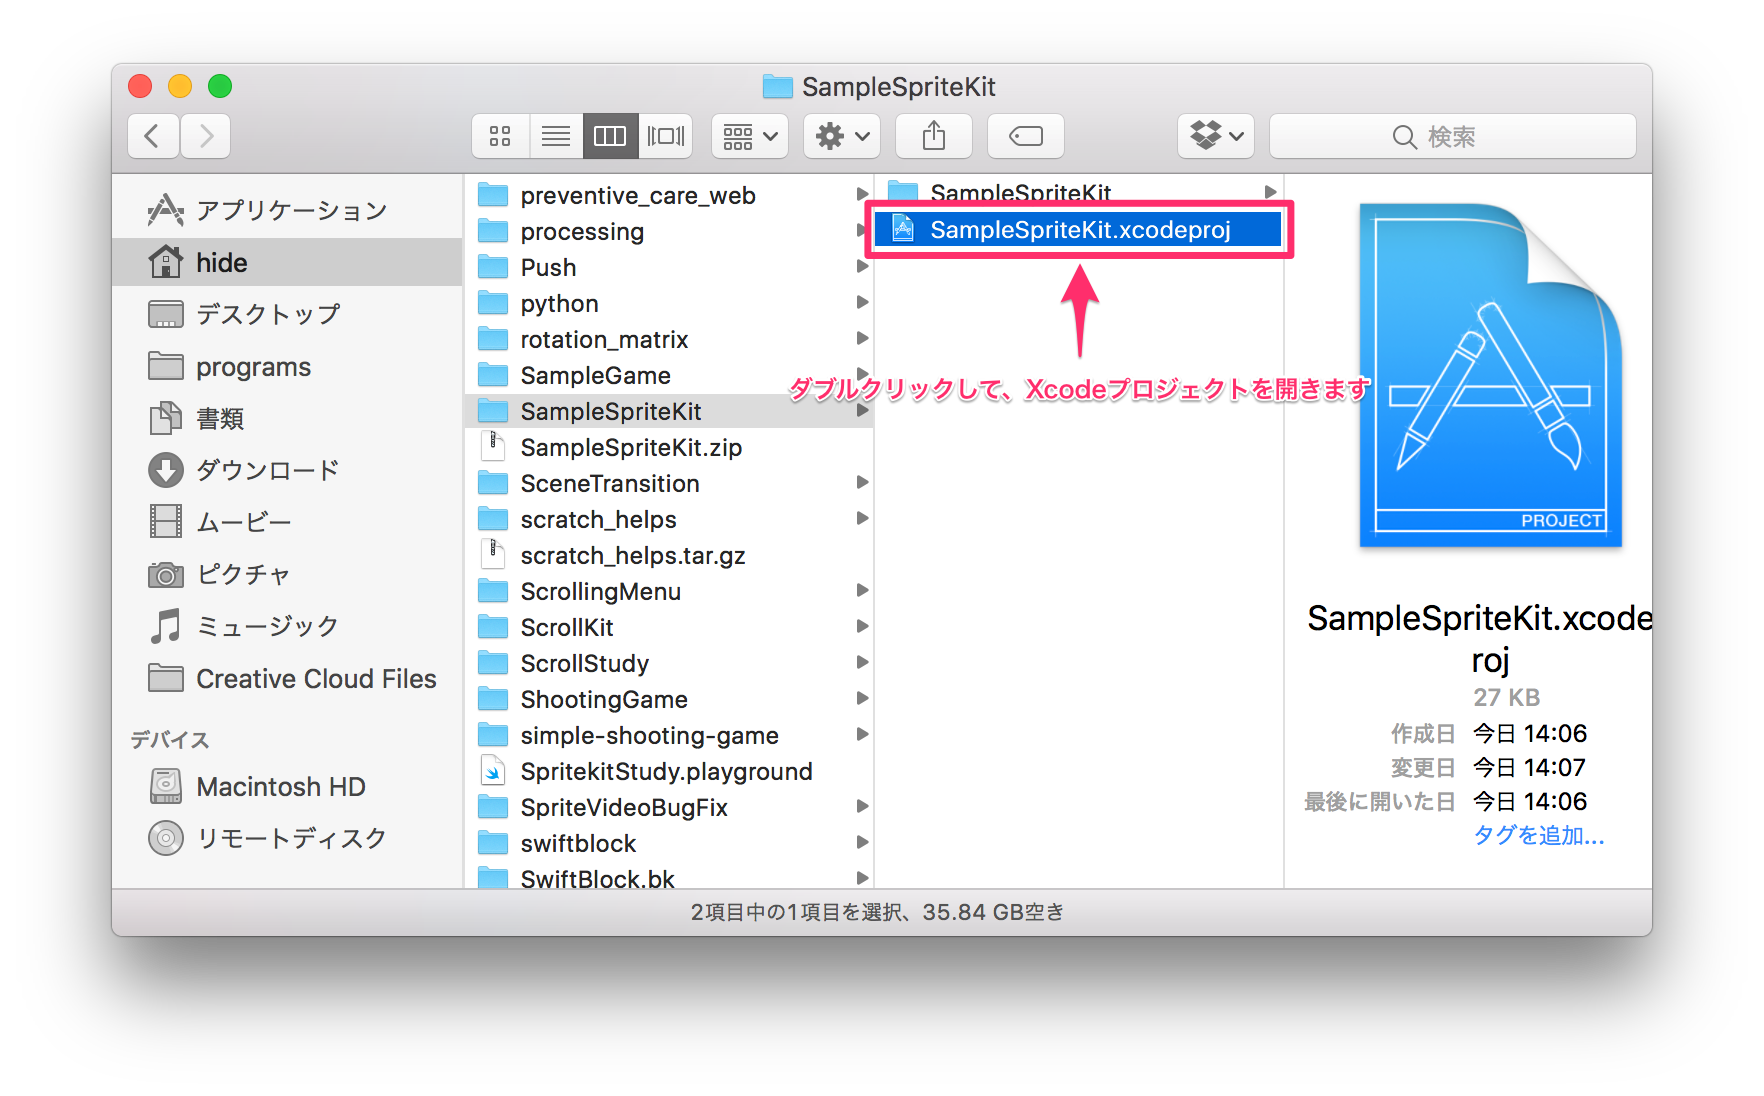 SampleSpriteKit
検索
アプリケーション
hide
デスクトップ
programs
書類
ダウンロード
ムービー
ピクチャ
ミュージック
Creative Cloud Files
デバイス
Macintosh HD
リモートディスク
preventive_care_web
processing
Push
python
rotation_matrix
SampleGame
SampleSpriteKit
SampleSpriteKit.zip
SceneTransition
scratch_helps
scratch_helps.tar.gz
ScrollingMenu
ScrollKit
ScrollStudy
ShootingGame
simple-shooting-game
SpritekitStudy.playground
SpriteVideoBugFix
swiftblock
SwiftBlock.bk
SampleSpriteKit
SampleSpriteKit.xcodeproj
ダブルクリックして、Xcodeプロジェクトを開きます
PROJECT
SampleSpriteKit.xcode
roj
27 KB
作成日 今日 14:06
変更日 今日 14:07
最後に開いた日 今日 14:06
タグを追加...
2項目中の1項目を選択、35.84 GB空き